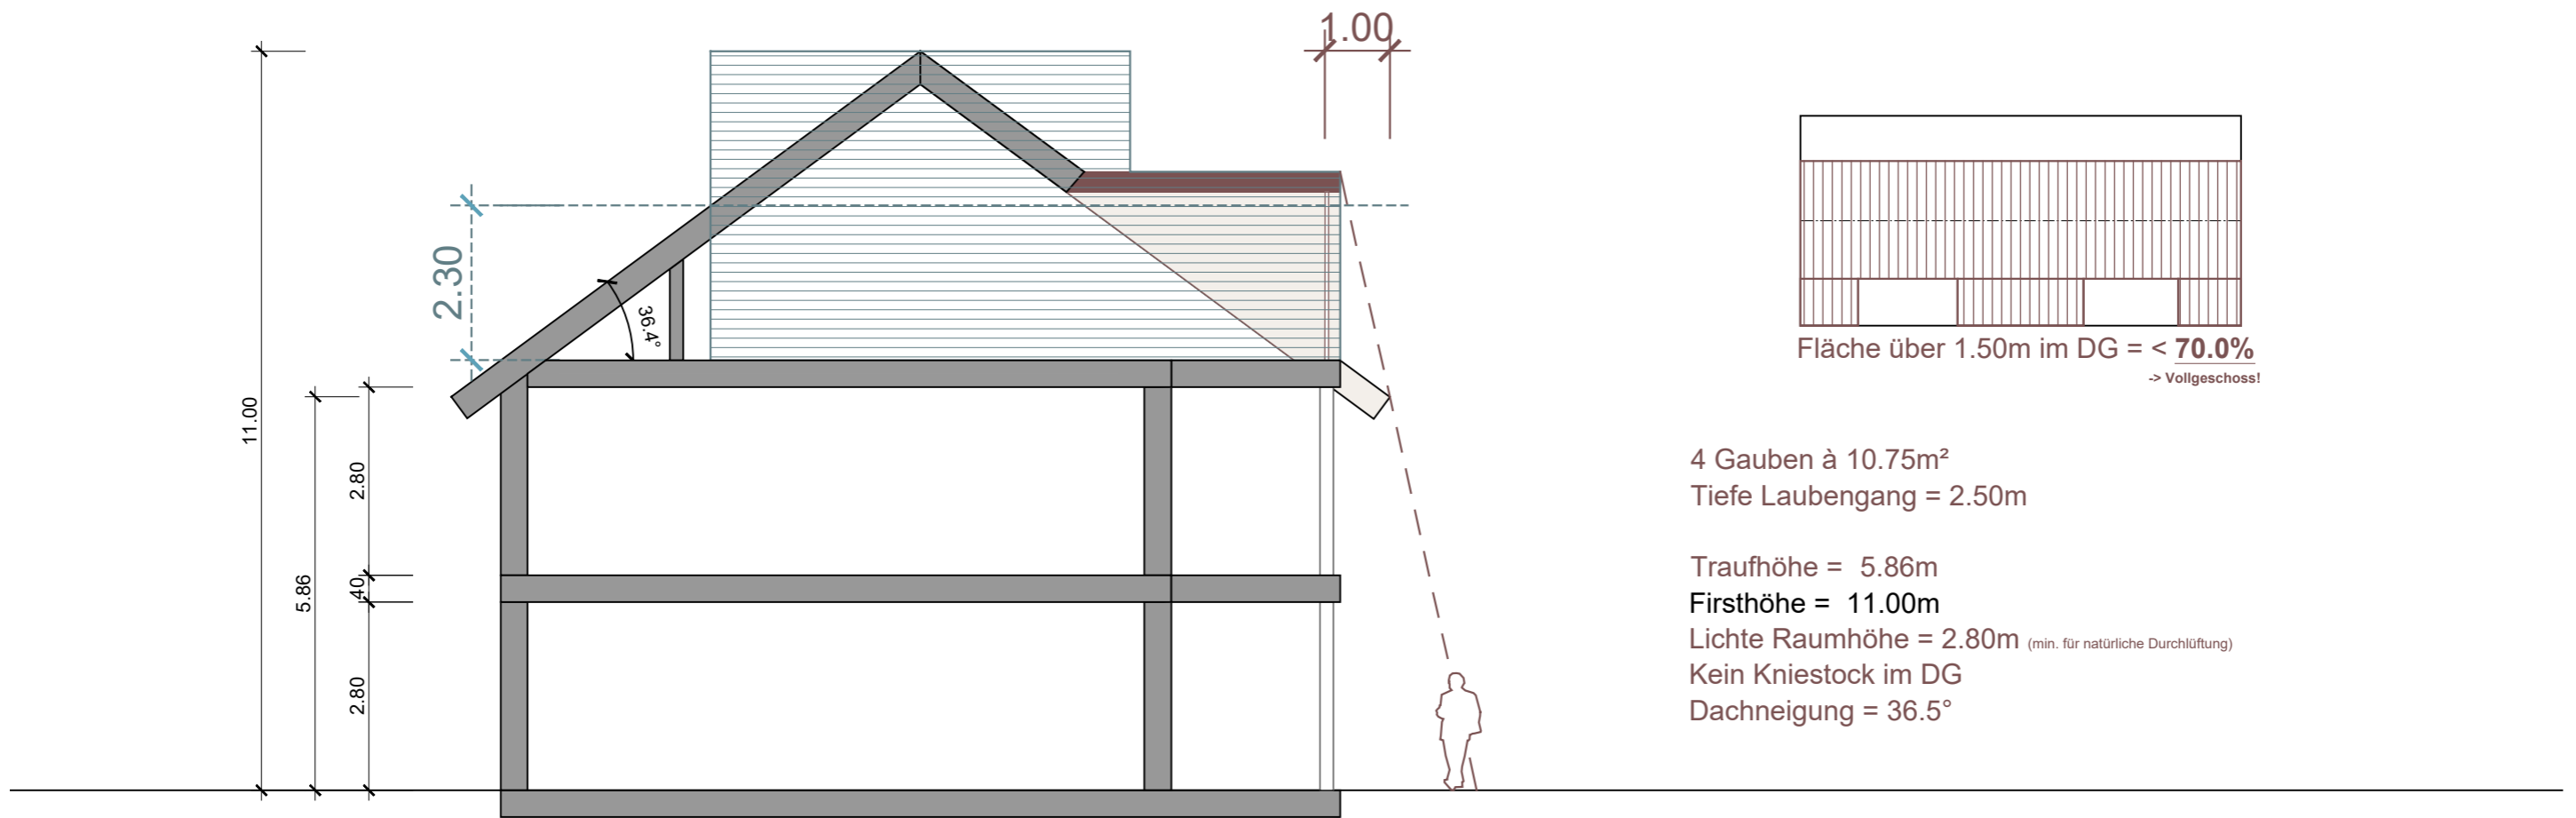 1.00
11.00
5.86
2.80
40
2.80
2.30
36.4°
Fläche über 1.50m im DG = < 70.0%
-> Vollgeschoss!
4 Gauben à 10.75m²
Tiefe Laubengang = 2.50m
Traufhöhe = 5.86m
Firsthöhe = 11.00m
Lichte Raumhöhe = 2.80m (min. für natürliche Durchlüftung)
Kein Kniestock im DG
Dachneigung = 36.5°